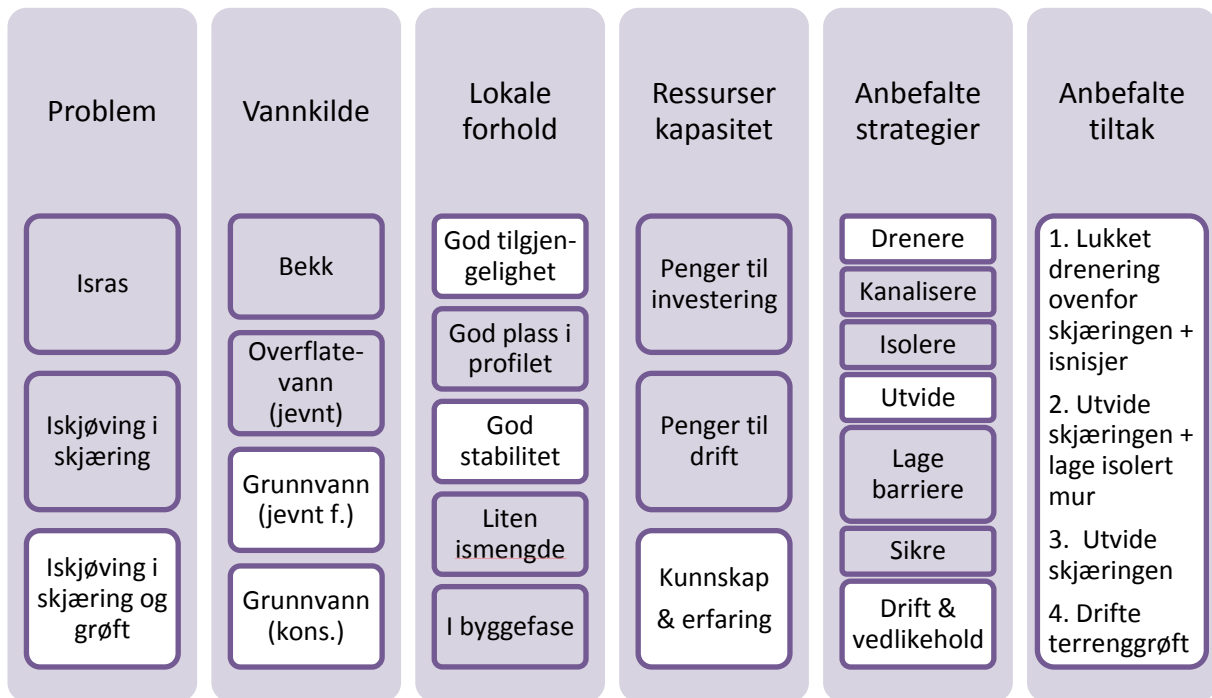 Problem
Isras
Iskjøving i
skjæring
Iskjøving i
skjæring og
grøft
Vannkilde
Bekk
Overflate-
vann
(jevnt)
Grunnvann
(jevnt f.)
Grunnvann
(kons.)
Lokale
forhold
God tilgjen-
gelighet
God plass i
profilet
God
stabilitet
Liten
ismengde
I byggefase
Ressurser
kapasitet
Penger til
investering
Penger til
drift
Kunnskap
& erfaring
Anbefalte
strategier
Drenere
Kanalisere
Isolere
Utvide
Lage
barriere
Sikre
Drift &
vedlikehold
Anbefalte
tiltak
1. Lukket
drenering
ovenfor
skjæringen +
isnisjer
2. Utvide
skjæringen +
lage isolert
mur
3. Utvide
skjæringen
4. Drifte
terrenggrøft